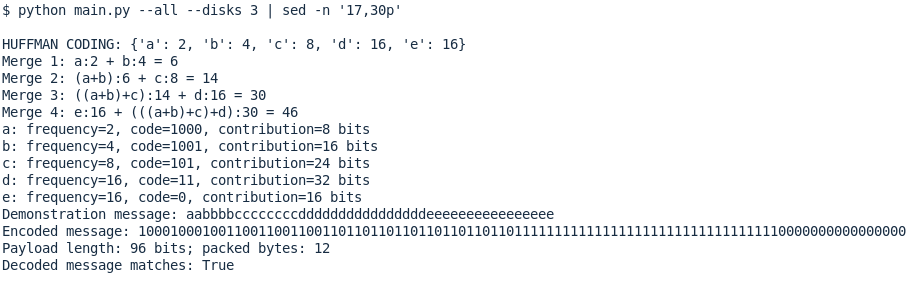 $ python main.py --all --disks 3 | sed -n '17,30p'
HUFFMAN CODING: {'a': 2, 'b': 4, 'c': 8, 'd': 16, 'e': 16}
Merge 1: a:2 + b:4 = 6
Merge 2: (a+b):6 + c:8 = 14
Merge 3: ((a+b)+c):14 + d:16 = 30
Merge 4: e:16 + (((a+b)+c)+d):30 = 46
a: frequency=2, code=1000, contribution=8 bits
b: frequency=4, code=1001, contribution=16 bits
c: frequency=8, code=101, contribution=24 bits
d: frequency=16, code=11, contribution=32 bits
e: frequency=16, code=0, contribution=16 bits
Demonstration message: aabbbbccccccccddddddddddddddddeeeeeeeeeeeeeeee
Encoded message: 100010001001100110011001101101101101101101101101111111111111111111111111111111110000000000000000
Payload length: 96 bits; packed bytes: 12
Decoded message matches: True